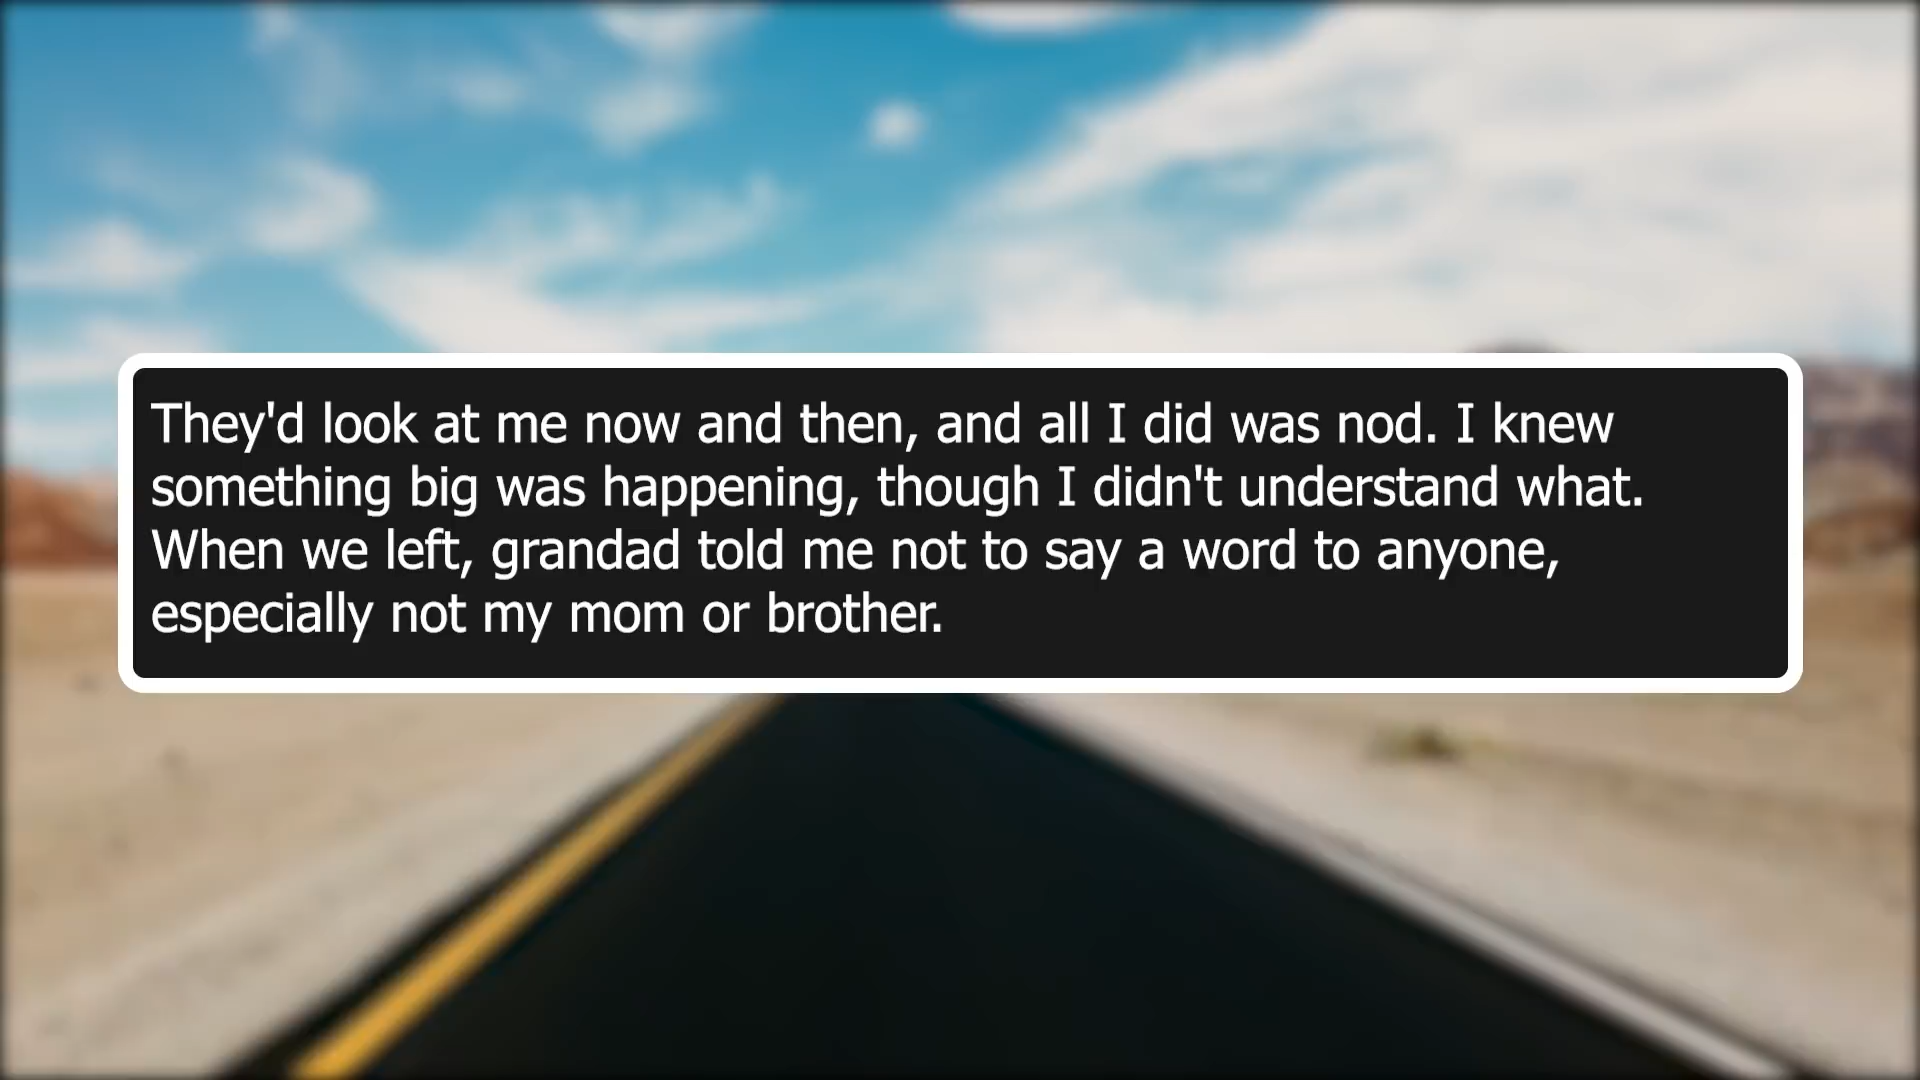 They'd look at me now and then, and all I did was nod. I knew
something big was happening, though I didn't understand what.
When we left, grandad told me not to say a word to anyone,
especially not my mom or brother.